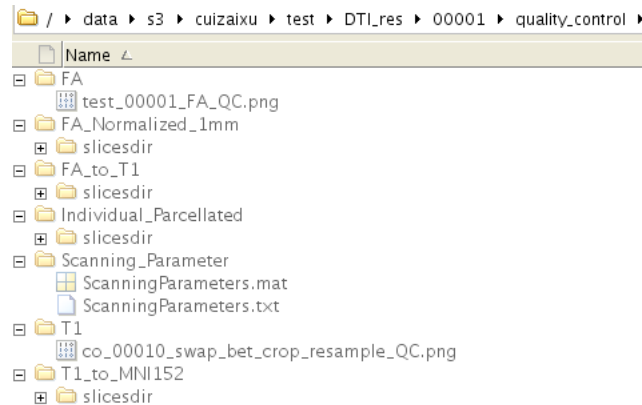 / data s3 cuizaixu test DTI_res 00001 quality_control
Name
FA
test_00001_FA_QC.png
FA_Normalized_1mm
slicesdir
FA_to_T1
slicesdir
Individual_Parcellated
slicesdir
Scanning_Parameter
ScanningParameters.mat
ScanningParameters.txt
T1
co_00010_swap_bet_crop_resample_QC.png
T1_to_MNI152
slicesdir